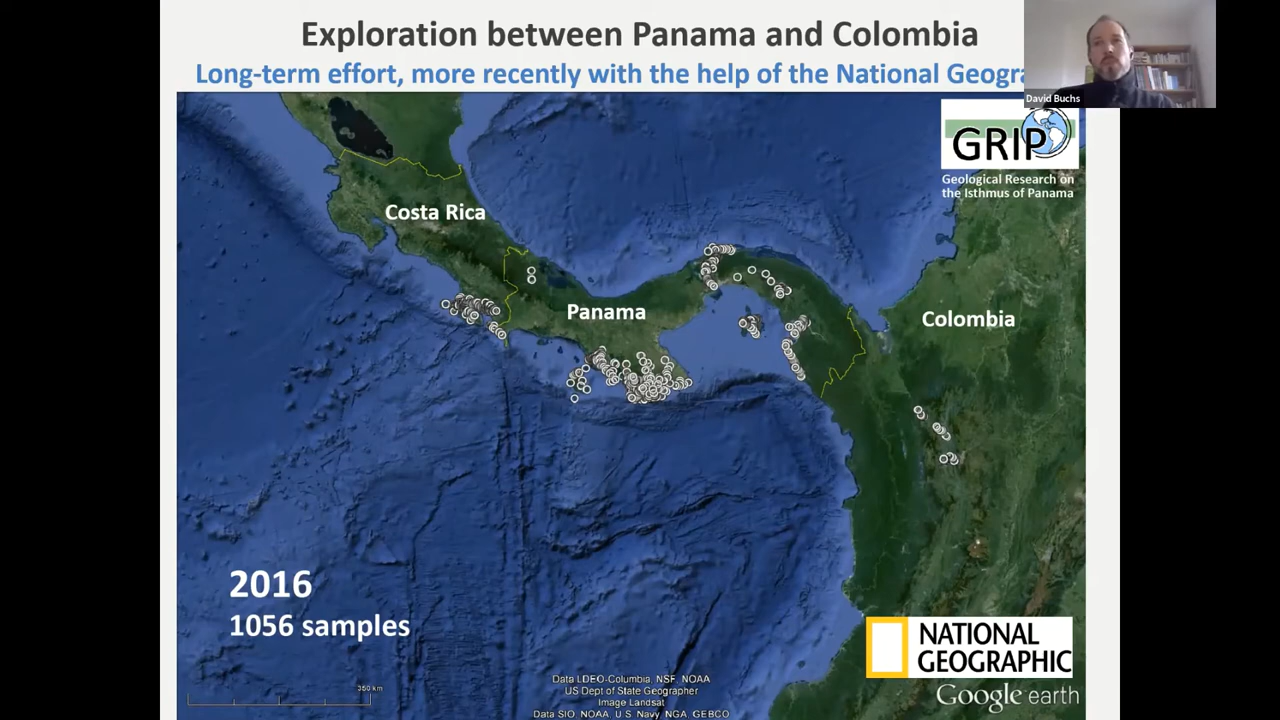 Exploration between Panama and Colombia
Long-term effort, more recently with the help of the National Geogra
David Buchs
GRIP
Geological Research on
the Isthmus of Panama
Costa Rica
Panama
Colombia
2016
1056 samples
NATIONAL
GEOGRAPHIC
Google earth
350 km
Data LDEO-Columbia, NSF, NOAA
US Dept of State Geographer
Image Landsat
Data SIO, NOAA, U.S. Navy, NGA, GEBCO